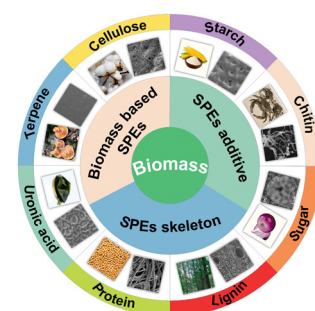 Cellulose
Starch
Chitin
Sugar
Lignin
Protein
Uronic acid
Terpene
Biomass based
SPEs
SPEs additive
SPEs skeleton
Biomass